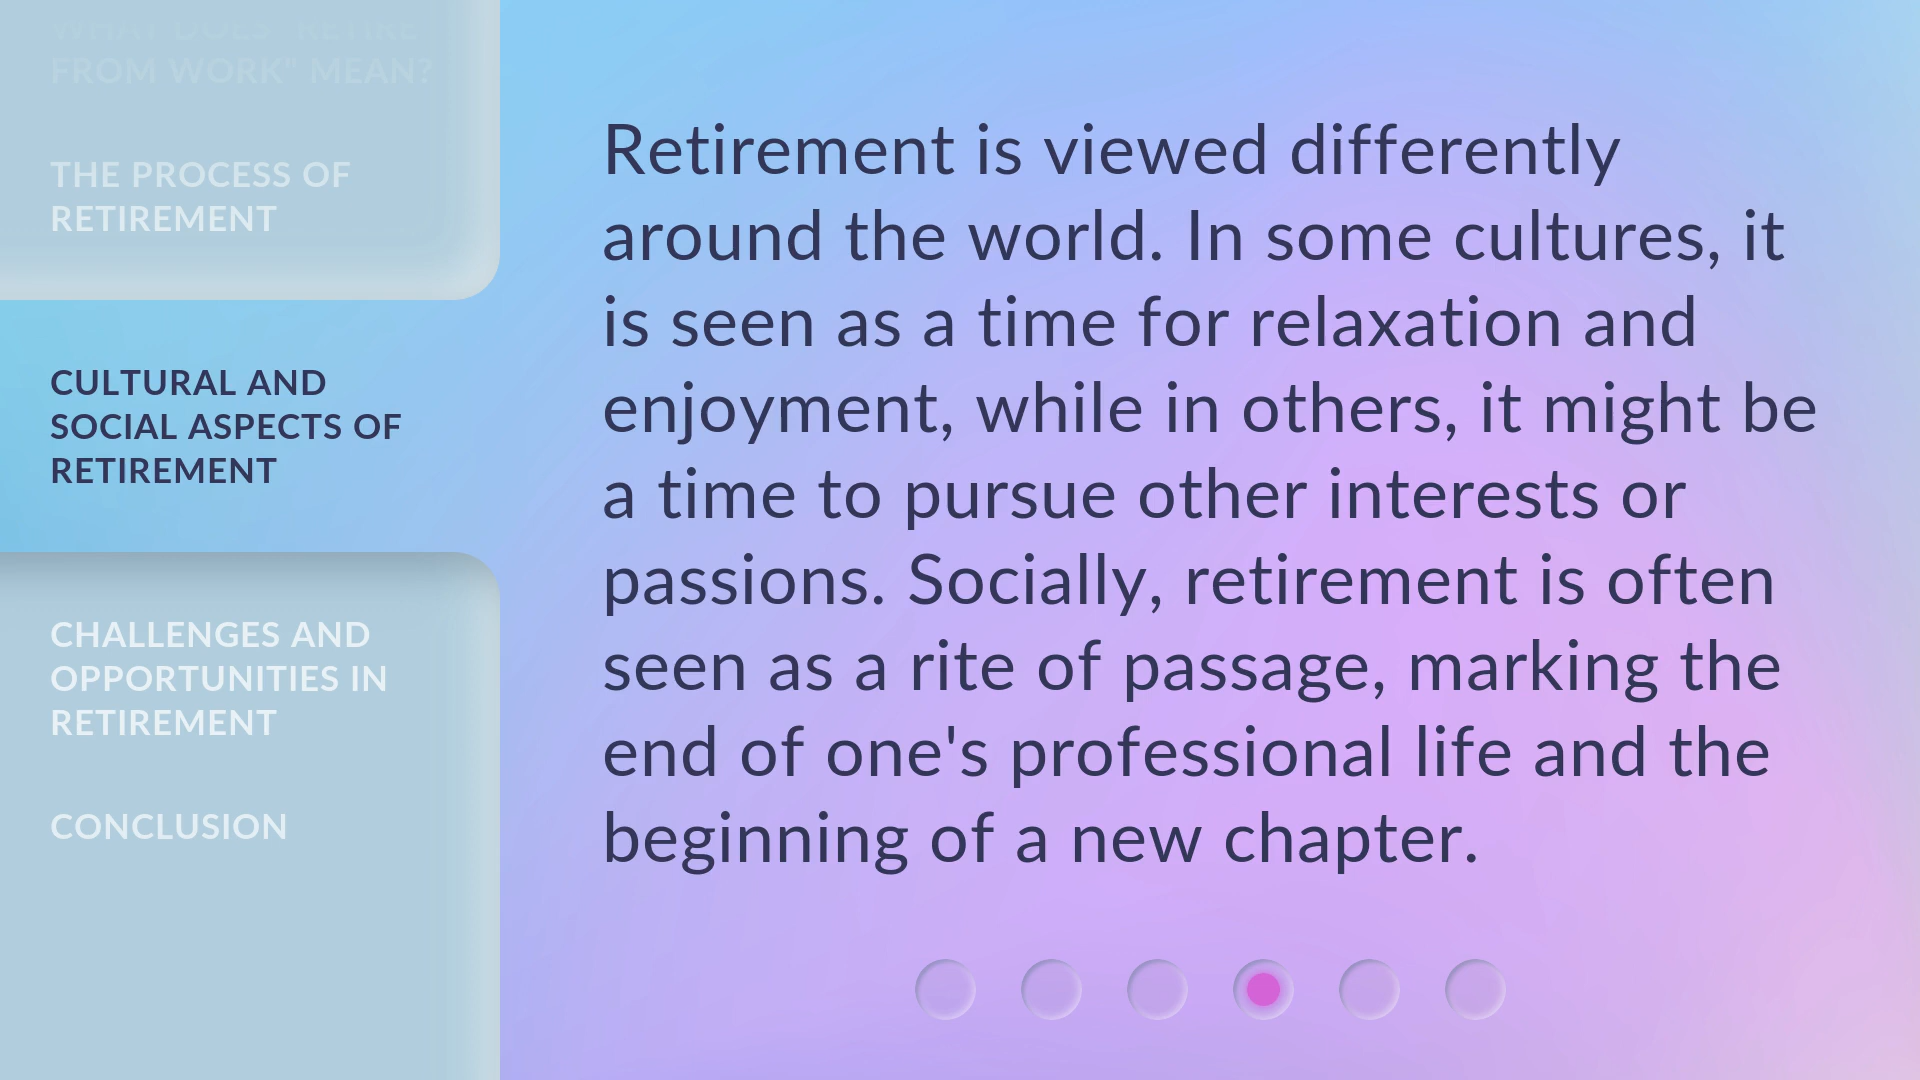 WHAT DOES "RETIRE
FROM WORK" MEAN?
THE PROCESS OF
RETIREMENT
CULTURAL AND
SOCIAL ASPECTS OF
RETIREMENT
CHALLENGES AND
OPPORTUNITIES IN
RETIREMENT
CONCLUSION
Retirement is viewed differently
around the world. In some cultures, it
is seen as a time for relaxation and
enjoyment, while in others, it might be
a time to pursue other interests or
passions. Socially, retirement is often
seen as a rite of passage, marking the
end of one's professional life and the
beginning of a new chapter.